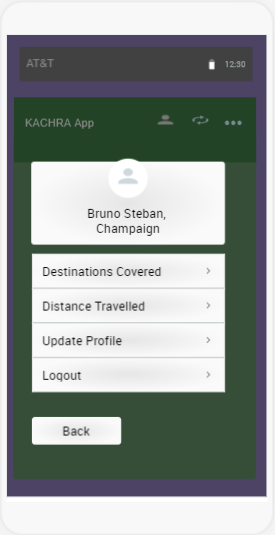 AT&T 12:30
KACHRA App
Bruno Steban,
Champaign
Destinations Covered
Distance Travelled
Update Profile
Logout
Back